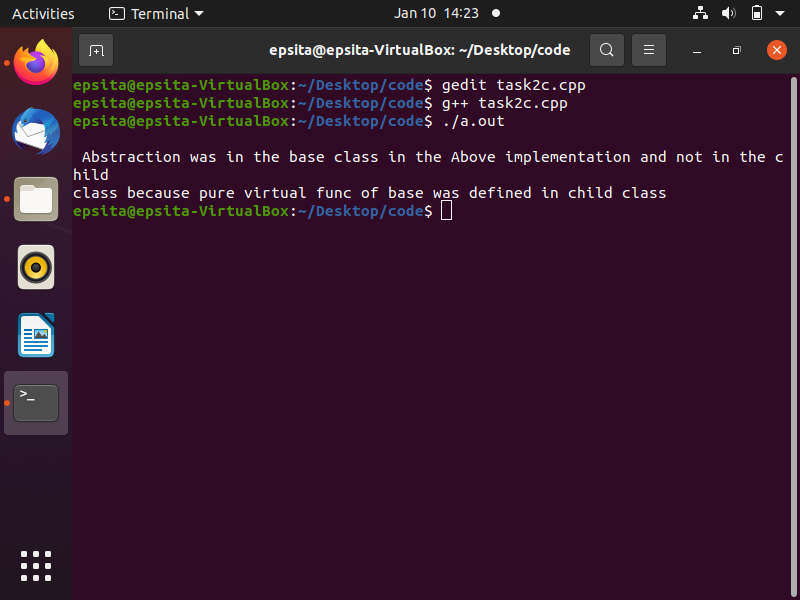 Activities Terminal Jan 10 14:23
epsita@epsita-VirtualBox: ~/Desktop/code
epsita@epsita-VirtualBox:~/Desktop/code$ gedit task2c.cpp
epsita@epsita-VirtualBox:~/Desktop/code$ g++ task2c.cpp
epsita@epsita-VirtualBox:~/Desktop/code$ ./a.out
Abstraction was in the base class in the Above implementation and not in the c
hild
class because pure virtual func of base was defined in child class
epsita@epsita-VirtualBox:~/Desktop/code$